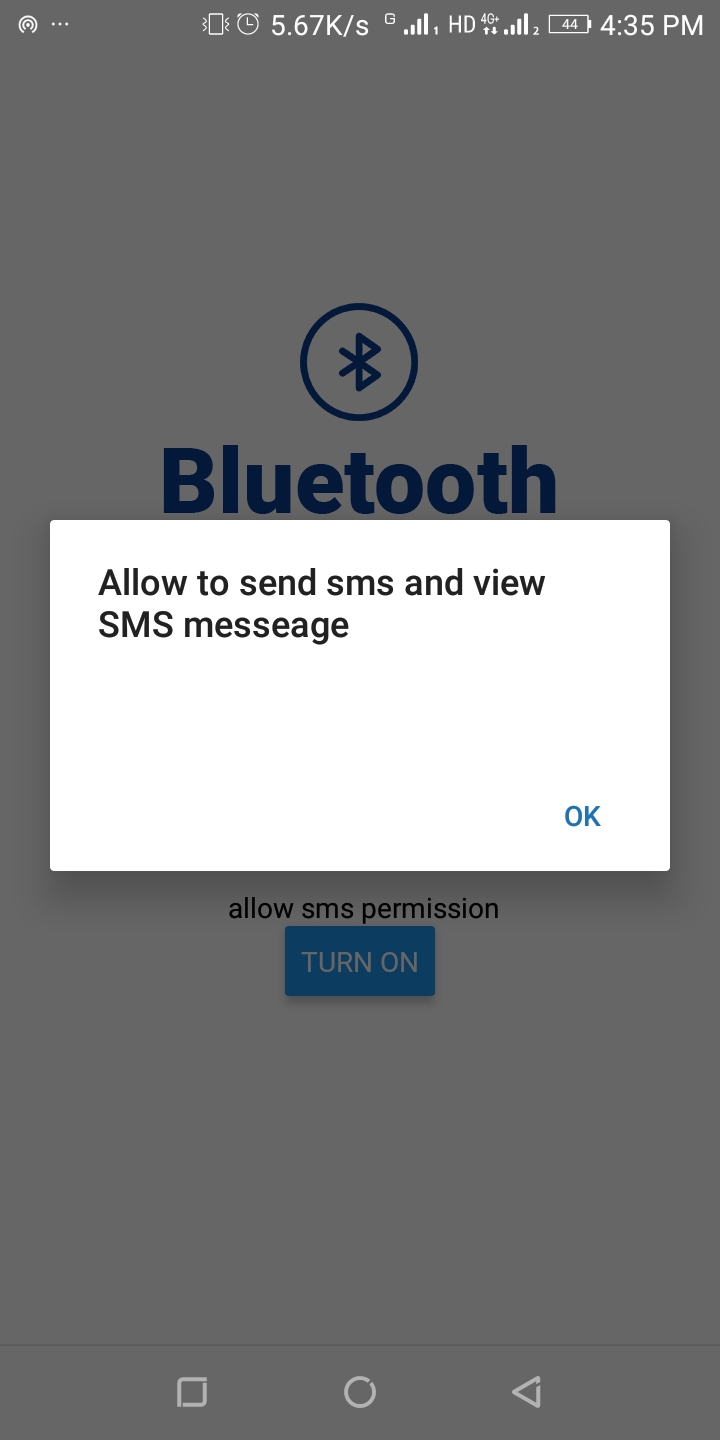 5.67K/s G 1 HD 4G+ 2 44 4:35 PM
Bluetooth
Allow to send sms and view
SMS messeage
OK
allow sms permission
TURN ON